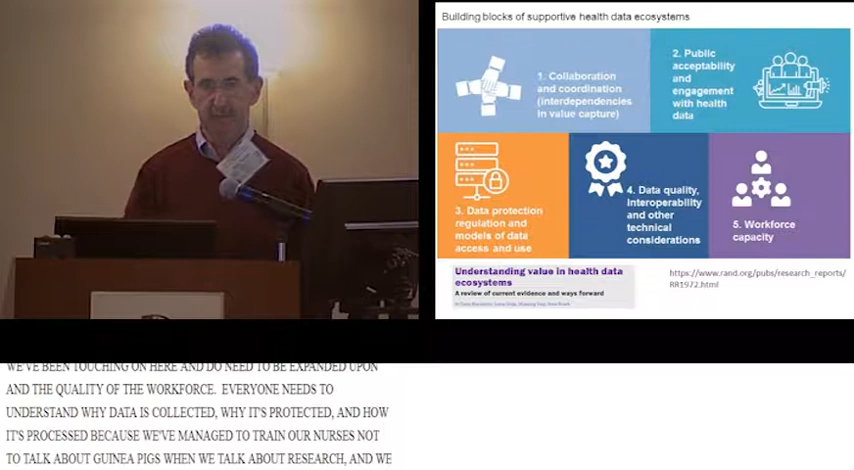 Building blocks of supportive health data ecosystems
1. Collaboration
and coordination
(interdependencies
in value capture)
2. Public
acceptability
and
engagement
with health
data
3. Data protection
regulation and
models of data
access and use
4. Data quality,
Interoperability
and other
technical
considerations
5. Workforce
capacity
Understanding value in health data
ecosystems
A review of current evidence and ways forward
https://www.rand.org/pubs/research_reports/
RR1972.html
WE'VE BEEN TOUCHING ON HERE AND DO NEED TO BE EXPANDED UPON
AND THE QUALITY OF THE WORKFORCE. EVERYONE NEEDS TO
UNDERSTAND WHY DATA IS COLLECTED, WHY IT'S PROTECTED, AND HOW
IT'S PROCESSED BECAUSE WE'VE MANAGED TO TRAIN OUR NURSES NOT
TO TALK ABOUT GUINEA PIGS WHEN WE TALK ABOUT RESEARCH, AND WE